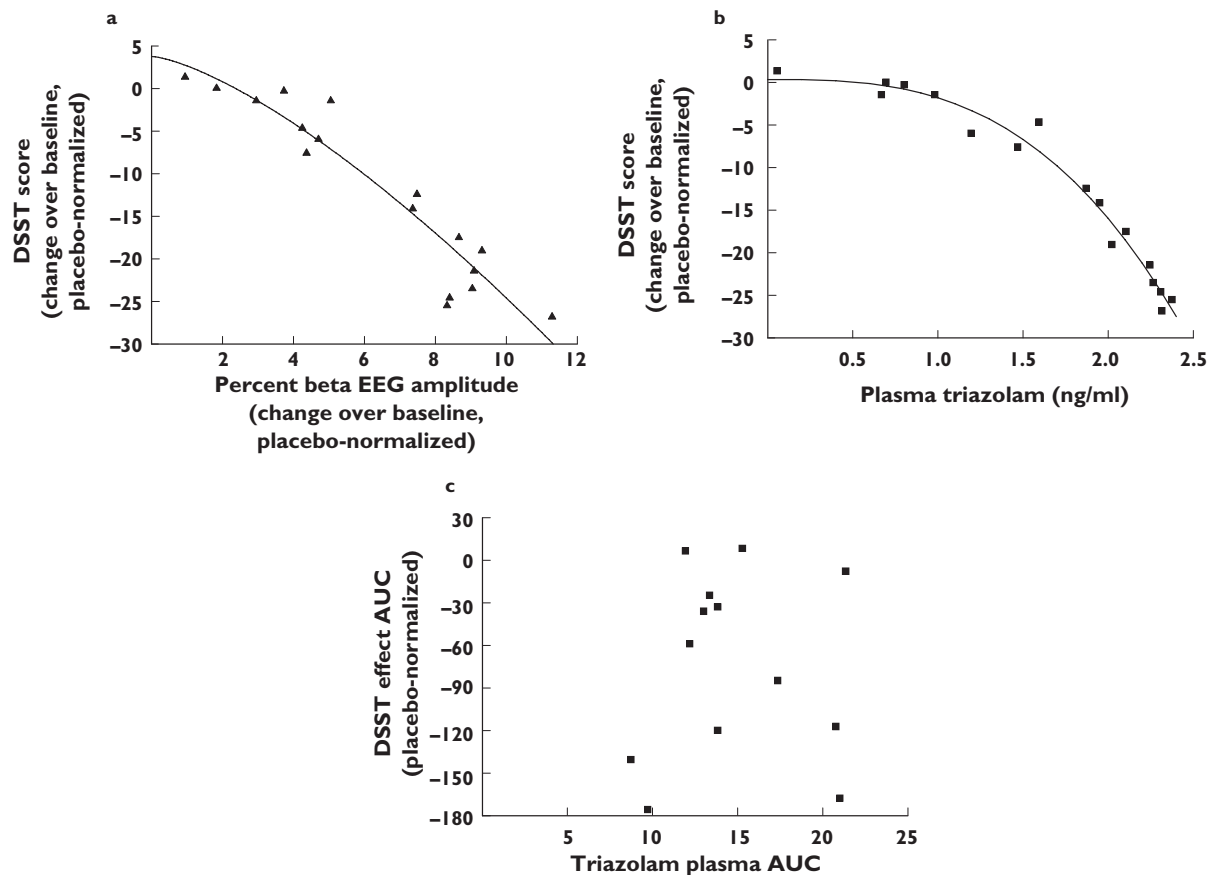 a
DSST score
(change over baseline,
placebo-normalized)
5
0
−5
−10
−15
−20
−25
−30
2
4
6
8
10
12
Percent beta EEG amplitude
(change over baseline,
placebo-normalized)
b
DSST score
(change over baseline,
placebo-normalized)
5
0
−5
−10
−15
−20
−25
−30
0.5
1.0
1.5
2.0
2.5
Plasma triazolam (ng/ml)
c
DSST effect AUC
(placebo-normalized)
30
0
−30
−60
−90
−120
−150
−180
5
10
15
20
25
Triazolam plasma AUC